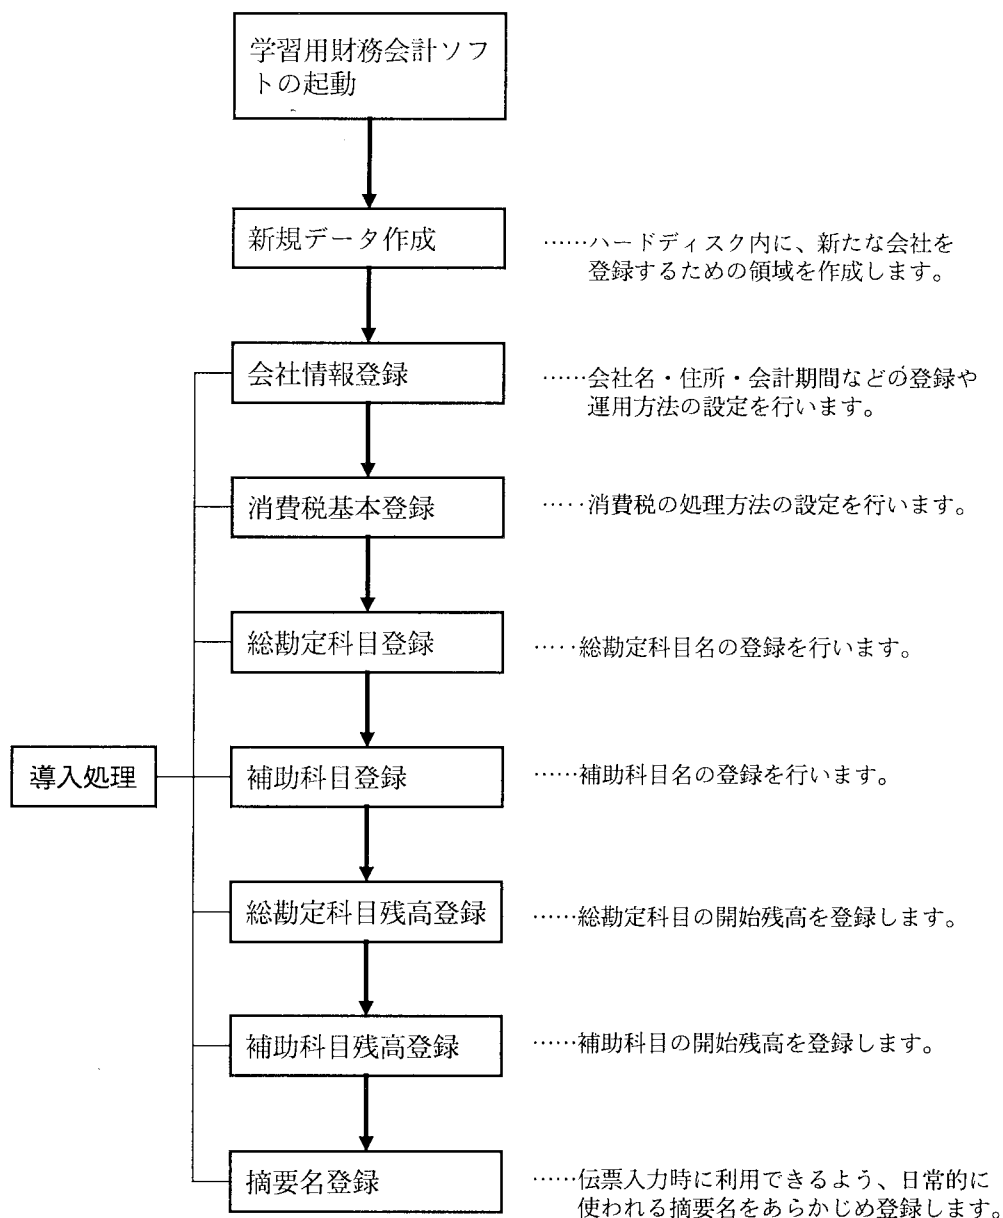 学習用財務会計ソフ
トの起動
新規データ作成
……ハードディスク内に、新たな会社を
登録するための領域を作成します。
会社情報登録
……会社名・住所・会計期間などの登録や
運用方法の設定を行います。
消費税基本登録
…‥消費税の処理方法の設定を行います。
総勘定科目登録
…‥総勘定科目名の登録を行います。
導入処理
補助科目登録
……補助科目名の登録を行います。
総勘定科目残高登録
……総勘定科目の開始残高を登録します。
補助科目残高登録
……補助科目の開始残高を登録します。
摘要名登録
……伝票入力時に利用できるよう、日常的に
使われる摘要名をあらかじめ登録します。